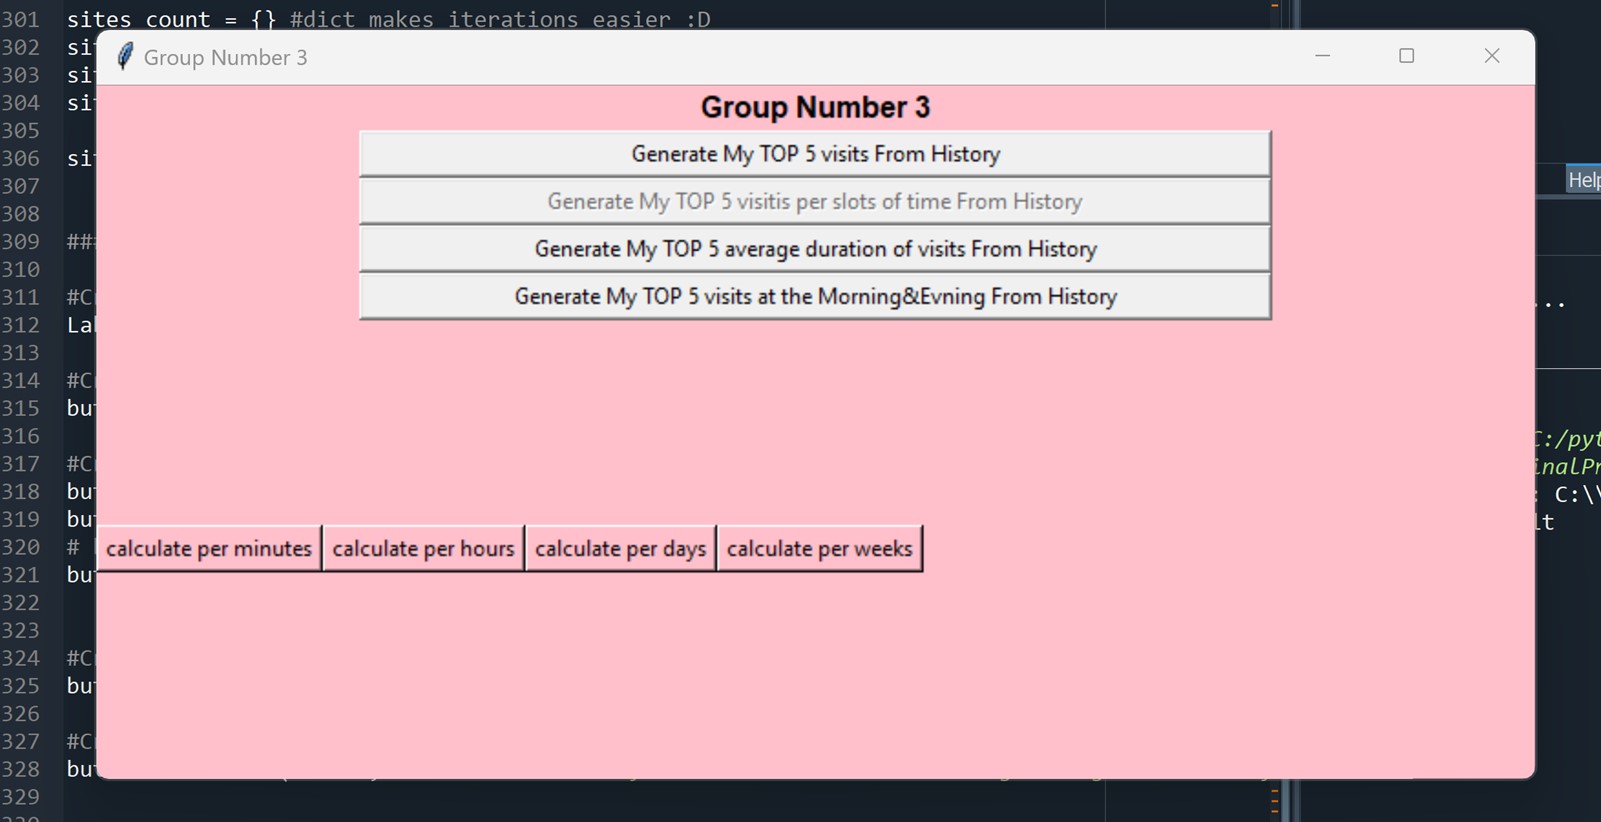 301 sites count = {} #dict makes iterations easier :D
302 si
303 si
304 si
305
306 si
307
308
309 ##
310
311 #C
312 La
313
314 #C
315 bu
316
317 #C
318 bu
319 bu
320 #
321 bu
322
323
324 #C
325 bu
326
327 #C
328 bu
329
Group Number 3
Group Number 3
Generate My TOP 5 visits From History
Generate My TOP 5 visitis per slots of time From History
Generate My TOP 5 average duration of visits From History
Generate My TOP 5 visits at the Morning&Evning From History
calculate per minutes calculate per hours calculate per days calculate per weeks
Help
...
C:/pyt
inalPr
: C:\\
it